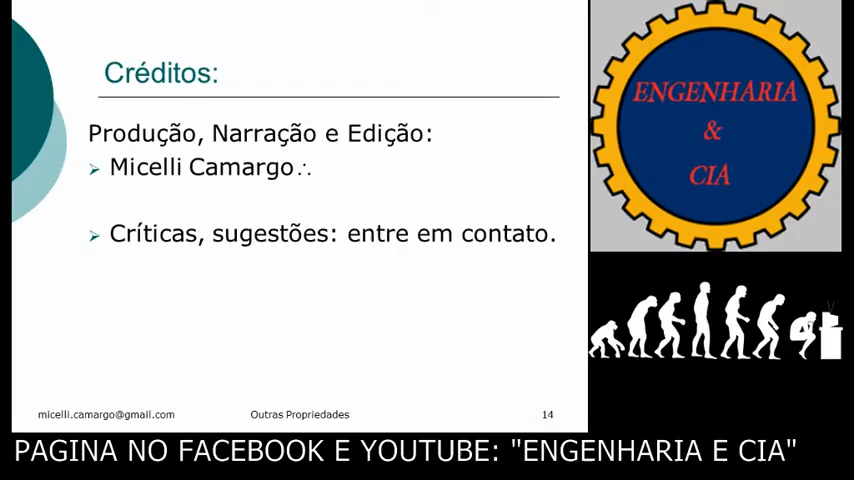 Créditos:
Produção, Narração e Edição:
Micelli Camargo∴
Críticas, sugestões: entre em contato.
micelli.camargo@gmail.com
Outras Propriedades
14
ENGENHARIA
&
CIA
PAGINA NO FACEBOOK E YOUTUBE: "ENGENHARIA E CIA"